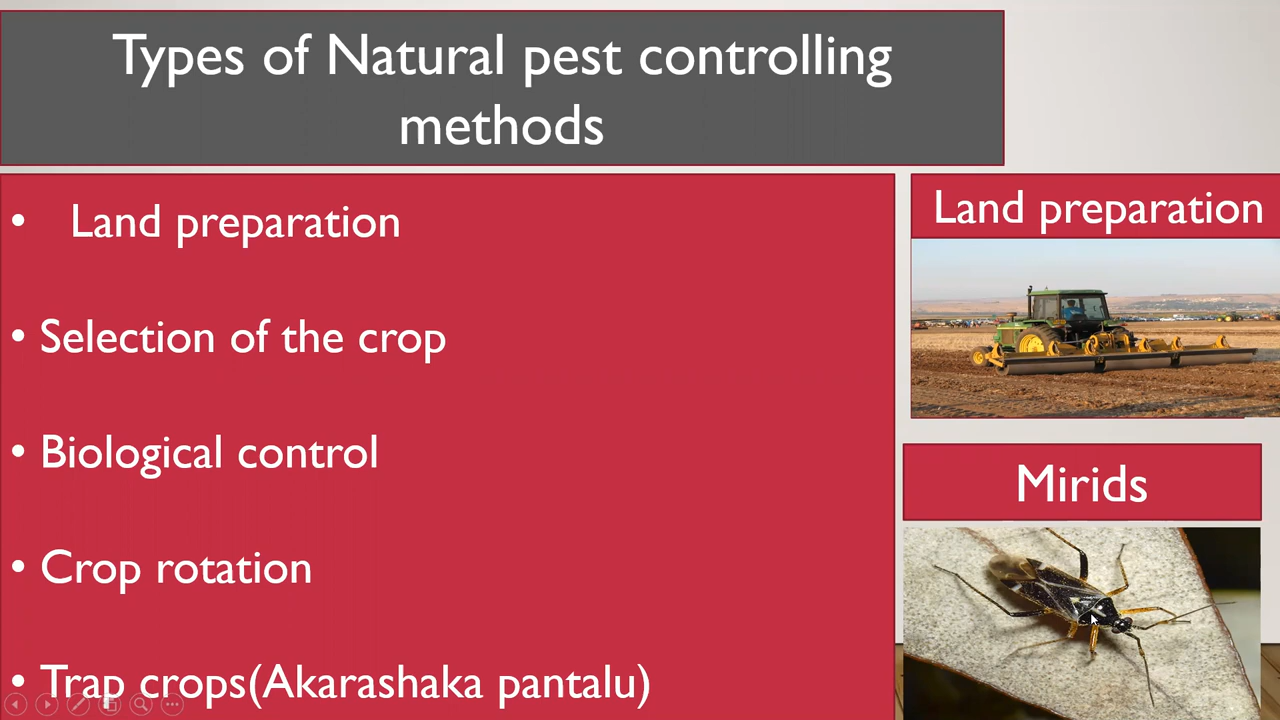 Types of Natural pest controlling
methods
• Land preparation
• Selection of the crop
• Biological control
• Crop rotation
• Trap crops(Akarashaka pantalu)
Land preparation
Mirids